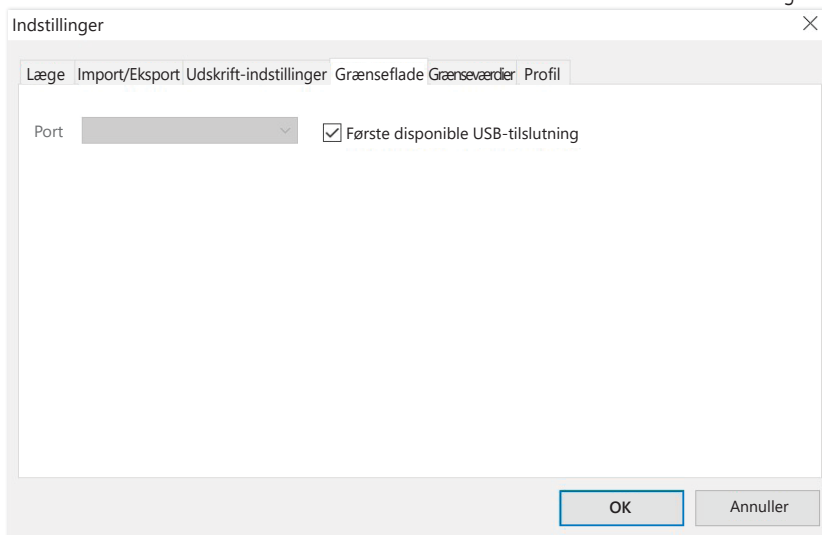 Indstillinger
Læge Import/Eksport Udskrift-indstillinger Grænseflade Grænseværdier Profil
Port Første disponible USB-tilslutning
OK Annuller